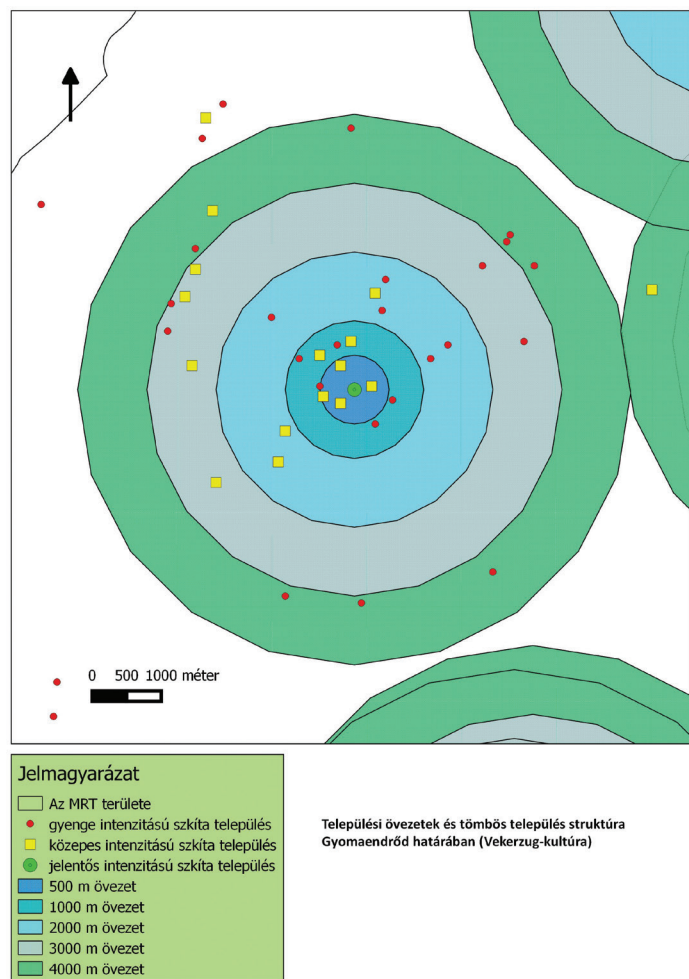 0 500 1000 méter
Jelmagyarázat
Az MRT területe
gyenge intenzitású szkíta település
közepes intenzitású szkíta település
jelentős intenzitású szkíta település
500 m övezet
1000 m övezet
2000 m övezet
3000 m övezet
4000 m övezet
Települési övezetek és tömbös település struktúra
Gyomaendrőd határában (Vekerzug-kultúra)